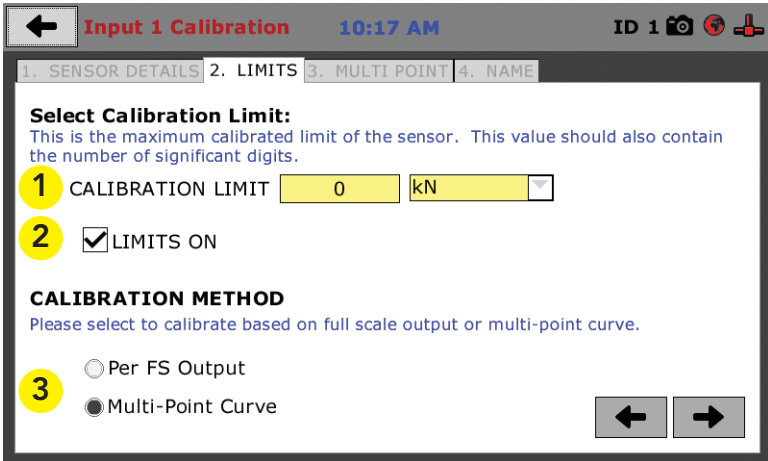 Input 1 Calibration 10:17 AM ID 1
1. SENSOR DETAILS 2. LIMITS 3. MULTI POINT 4. NAME
Select Calibration Limit:
This is the maximum calibrated limit of the sensor. This value should also contain
the number of significant digits.
1 CALIBRATION LIMIT 0 kN
2 LIMITS ON
CALIBRATION METHOD
Please select to calibrate based on full scale output or multi-point curve.
Per FS Output
3
Multi-Point Curve